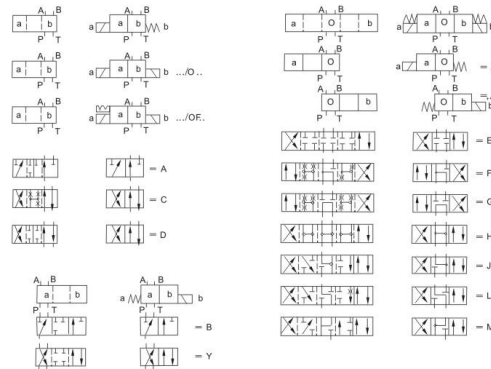 A B
a b
P T
A B
a b
P T
A B
a b
P T
A B
a a b b
P T
A B
a a b b .../O..
P T
A B
a a b b .../OF..
P T
= A
= C
= D
A B
a b
P T
A B
a a b b
P T
= B
= Y
A B
a O b
P T
A B
a O
P T
A B
O b
P T
A B
a a O b b
P T
A B
a a O
P T
=
=
A B
O b b
P T
= E
= F
= G
= H
= J
= L
= M